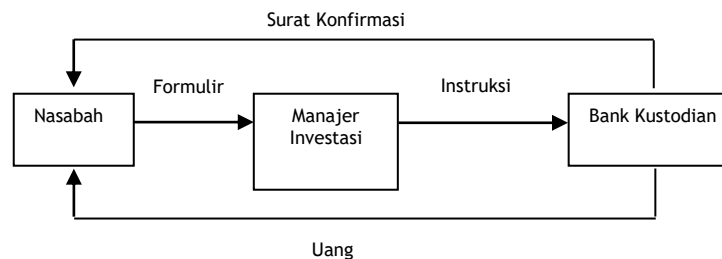 Surat Konfirmasi
Formulir
Instruksi
Nasabah
Manajer
Investasi
Bank Kustodian
Uang